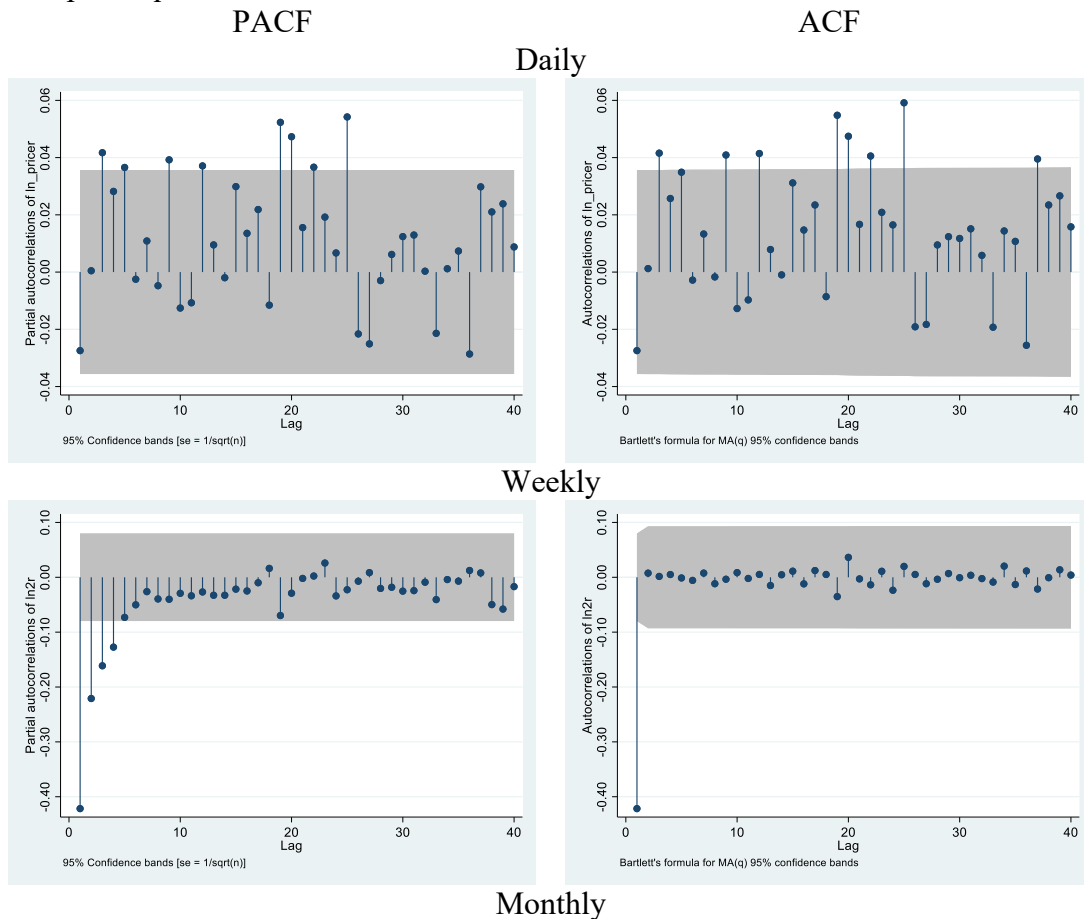 PACF
ACF
Daily
Partial autocorrelations of ln_pricer
-0.04 -0.02 0.00 0.02 0.04 0.06
0 10 20 30 40
Lag
95% Confidence bands [se = 1/sqrt(n)]
Autocorrelations of ln_pricer
-0.04 -0.02 0.00 0.02 0.04 0.06
0 10 20 30 40
Lag
Bartlett's formula for MA(q) 95% confidence bands
Weekly
Partial autocorrelations of ln2r
-0.40 -0.30 -0.20 -0.10 0.00 0.10
0 10 20 30 40
Lag
95% Confidence bands [se = 1/sqrt(n)]
Autocorrelations of ln2r
-0.40 -0.30 -0.20 -0.10 0.00 0.10
0 10 20 30 40
Lag
Bartlett's formula for MA(q) 95% confidence bands
Monthly